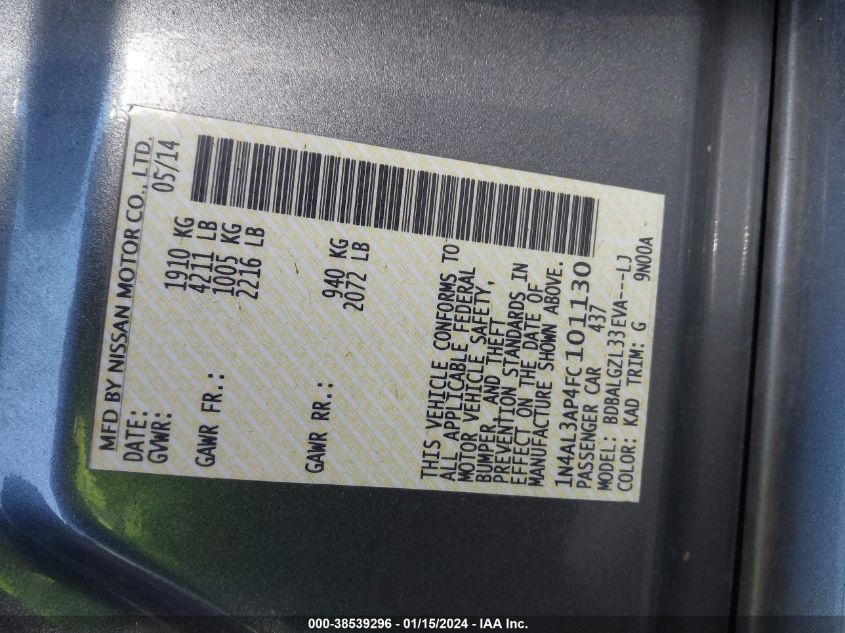 MFD BY NISSAN MOTOR CO., LTD.
DATE: 05/14
GVWR: 1910 KG
4211 LB
GAWR FR.: 1005 KG
2216 LB
GAWR RR.: 940 KG
2072 LB
THIS VEHICLE CONFORMS TO
ALL APPLICABLE FEDERAL
MOTOR VEHICLE SAFETY,
BUMPER, AND THEFT
PREVENTION STANDARDS IN
EFFECT ON THE DATE OF
MANUFACTURE SHOWN ABOVE.
1N4AL3AP4FC101130
PASSENGER CAR 437
MODEL: BDBALGZL33EVA---LJ
COLOR: KAD TRIM: G 9N00A
000-38539296 - 01/15/2024 - IAA Inc.